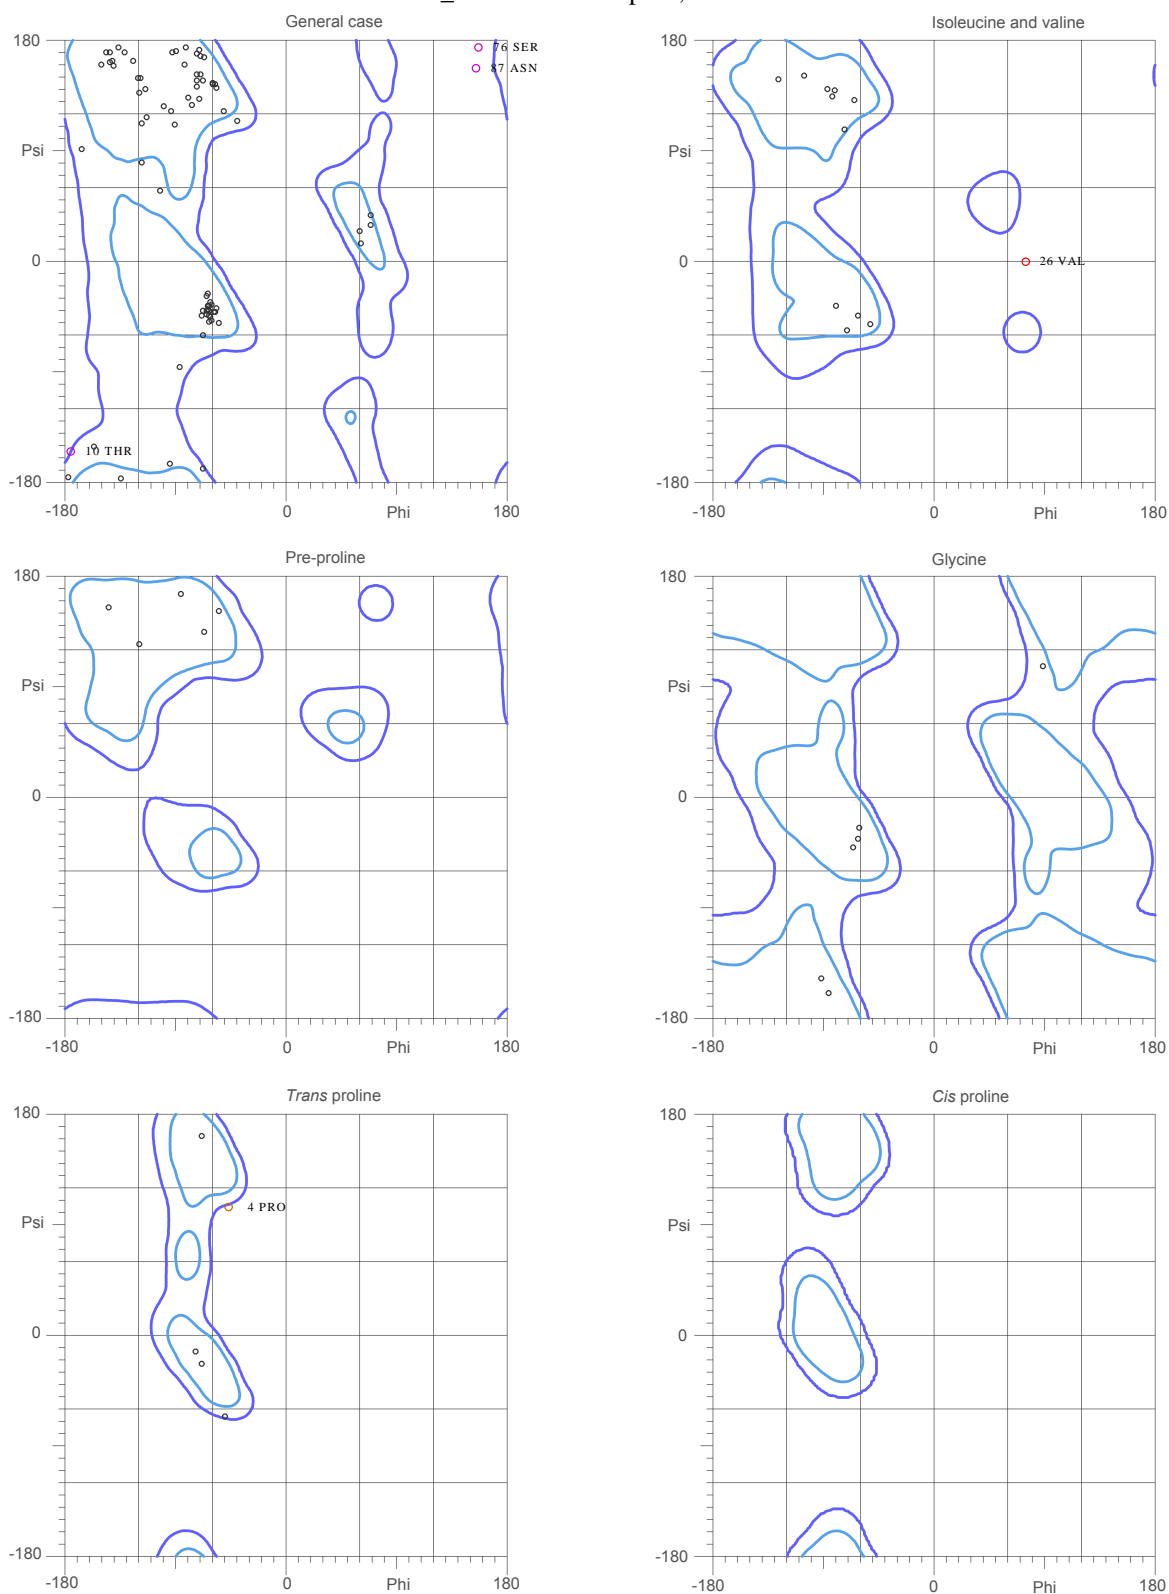 General case
Isoleucine and valine
180
76 SER
87 ASN
Psi
0
10 THR
-180
-180
0
Phi
180
180
Psi
0
26 VAL
-180
-180
0
Phi
180
Pre-proline
Glycine
180
Psi
0
-180
-180
0
Phi
180
180
Psi
0
-180
-180
0
Phi
180
Trans proline
Cis proline
180
4 PRO
Psi
0
-180
-180
0
Phi
180
180
Psi
0
-180
-180
0
Phi
180